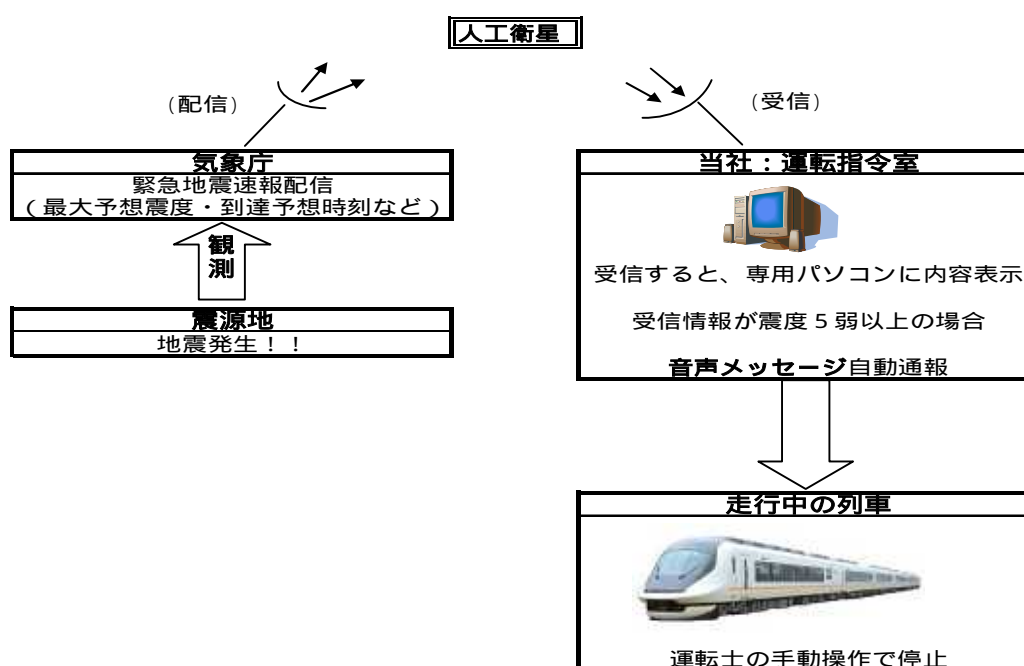 人工衛星
(配信)
(受信)
気象庁
緊急地震速報配信
(最大予想震度・到達予想時刻など)
観
測
震源地
地震発生!!
当社:運転指令室
受信すると、専用パソコンに内容表示
受信情報が震度5弱以上の場合
音声メッセージ自動通報
走行中の列車
運転士の手動操作で停止